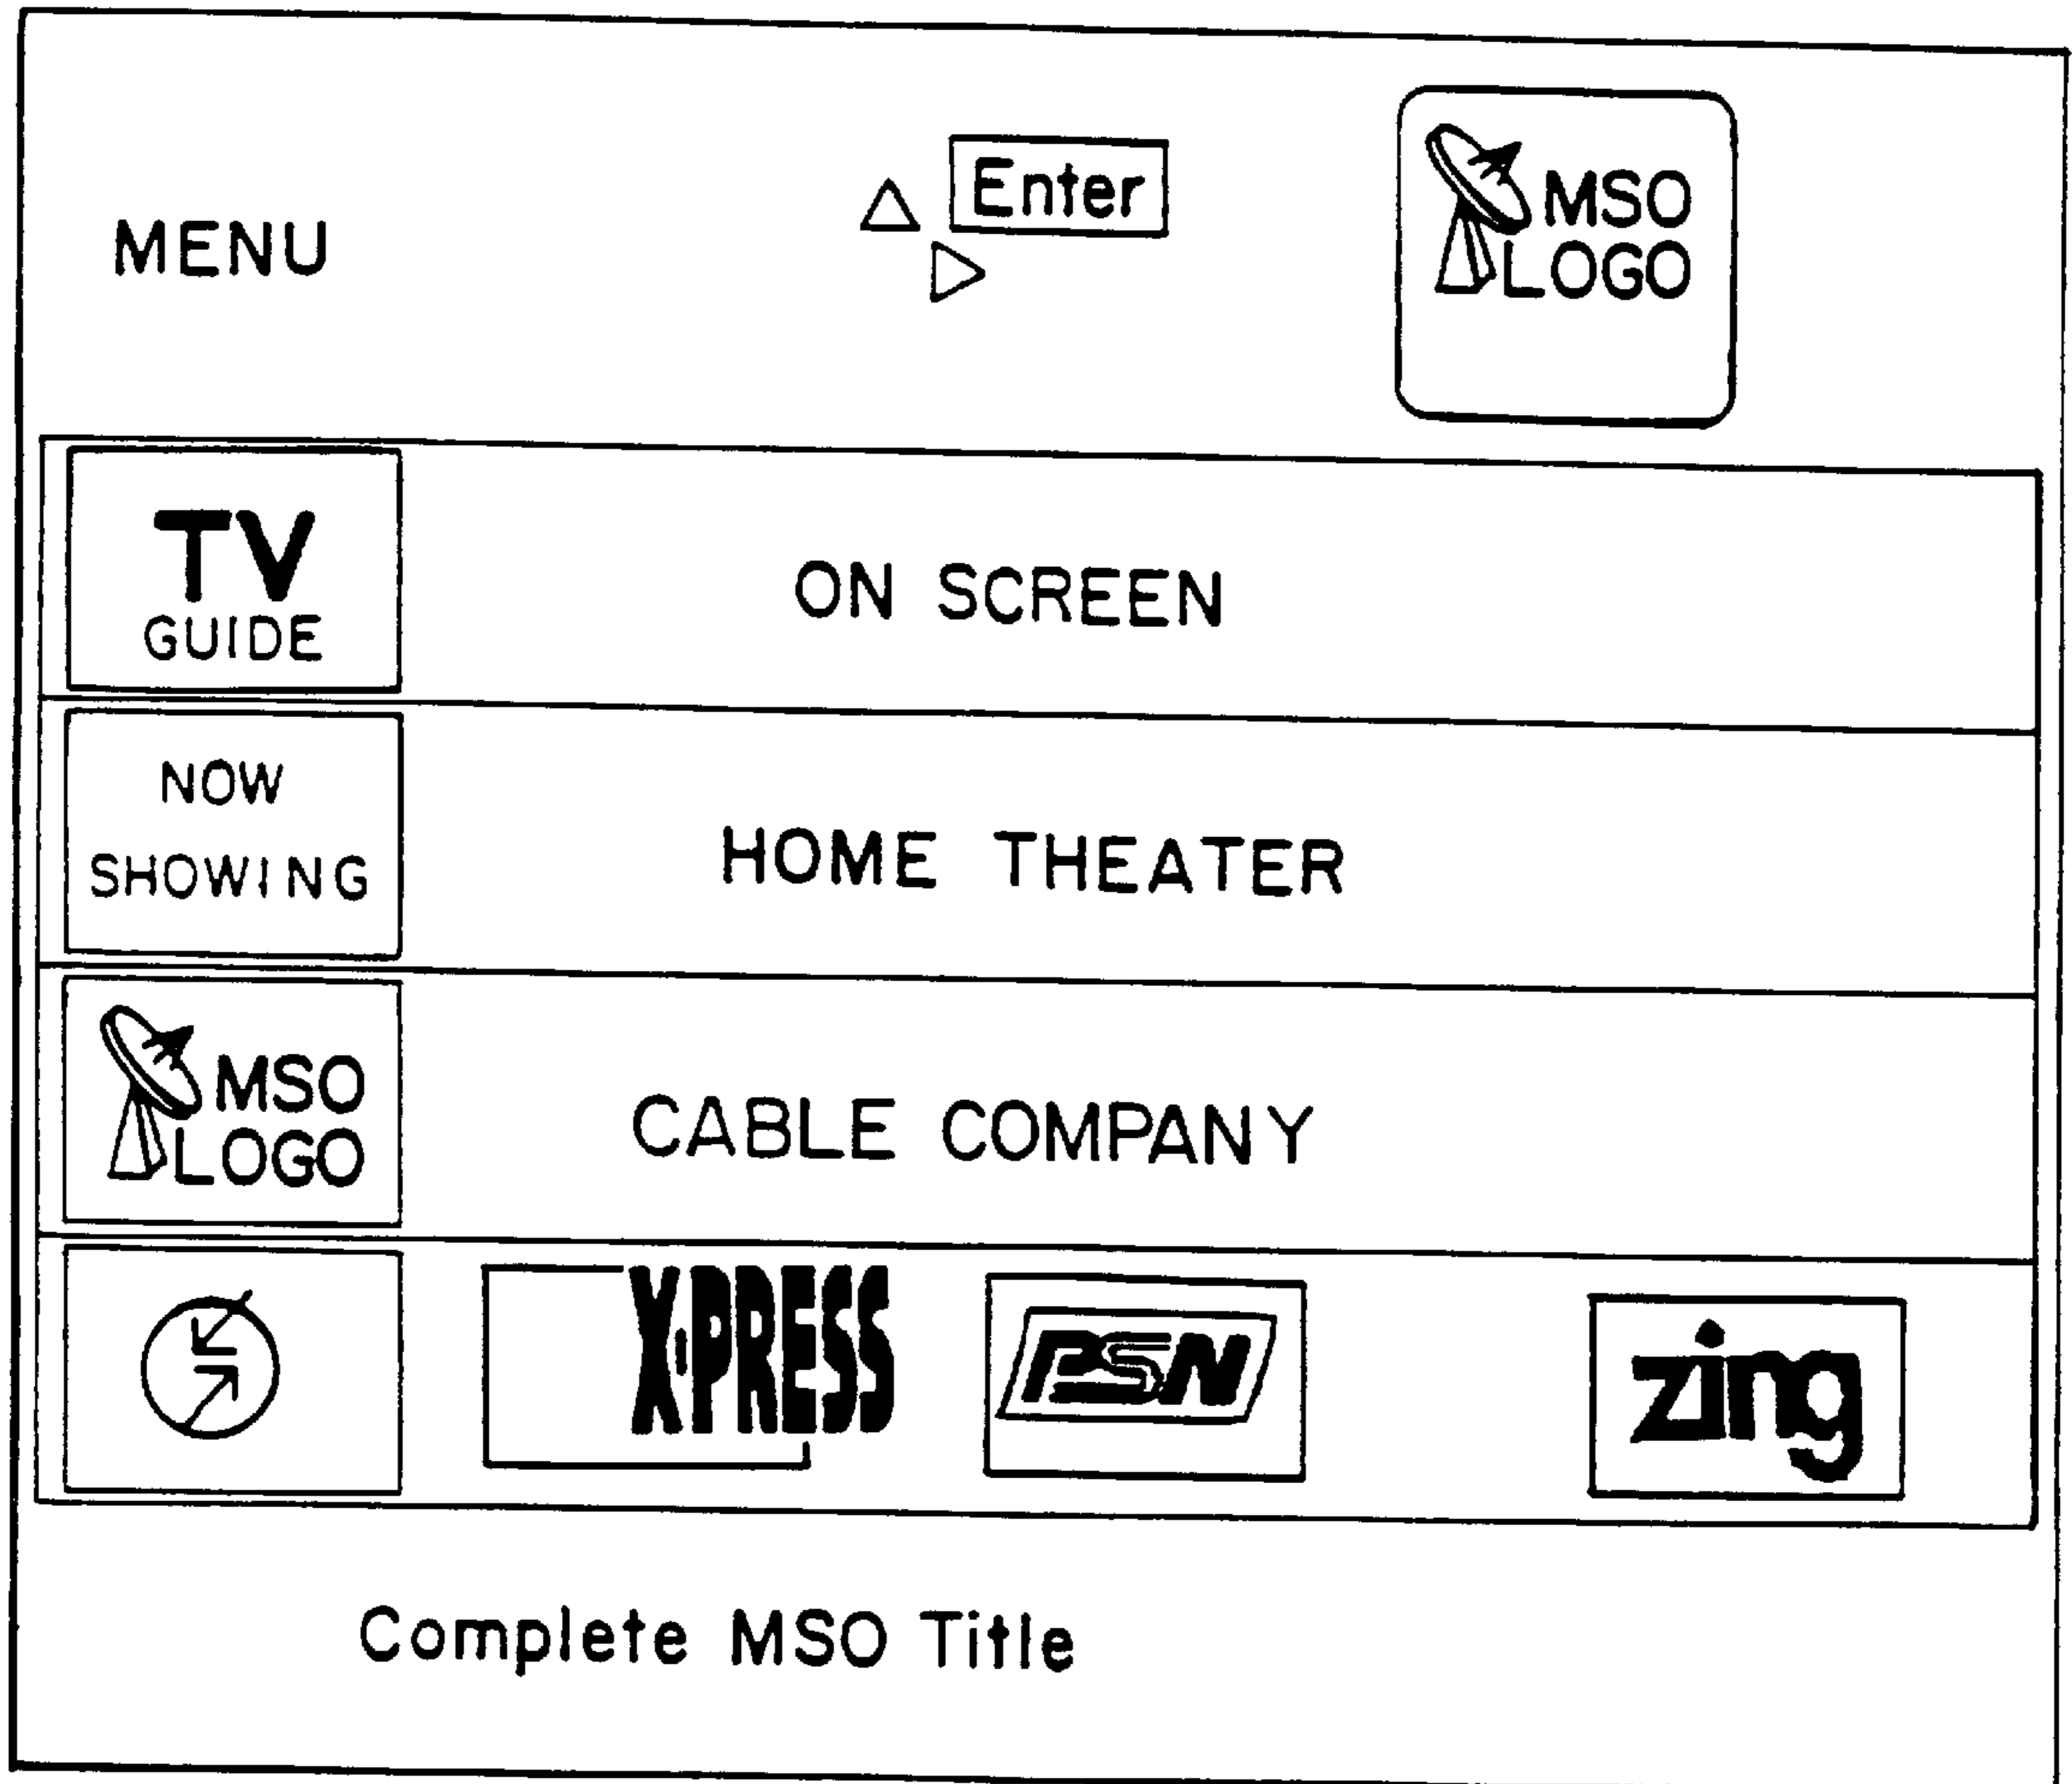 MENU
Enter
MSO
LOGO
TV
GUIDE
ON SCREEN
NOW
SHOWING
HOME THEATER
MSO
LOGO
CABLE COMPANY
X·PRESS
PSN
zing
Complete MSO Title